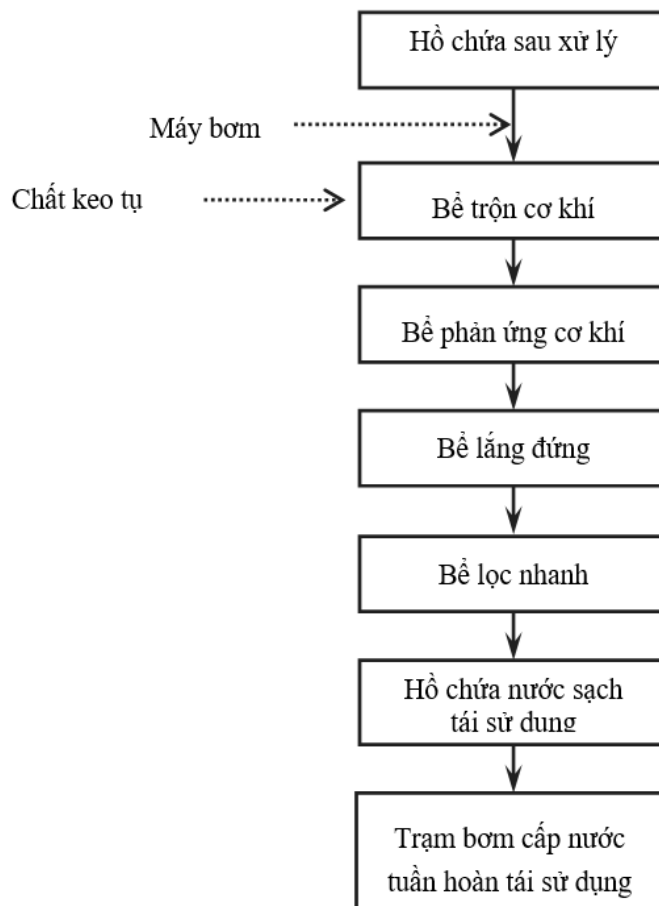 Hồ chứa sau xử lý
Máy bơm
Chất keo tụ
Bể trộn cơ khí
Bể phản ứng cơ khí
Bể lắng đứng
Bể lọc nhanh
Hồ chứa nước sạch
tái sử dụng
Trạm bơm cấp nước
tuần hoàn tái sử dụng